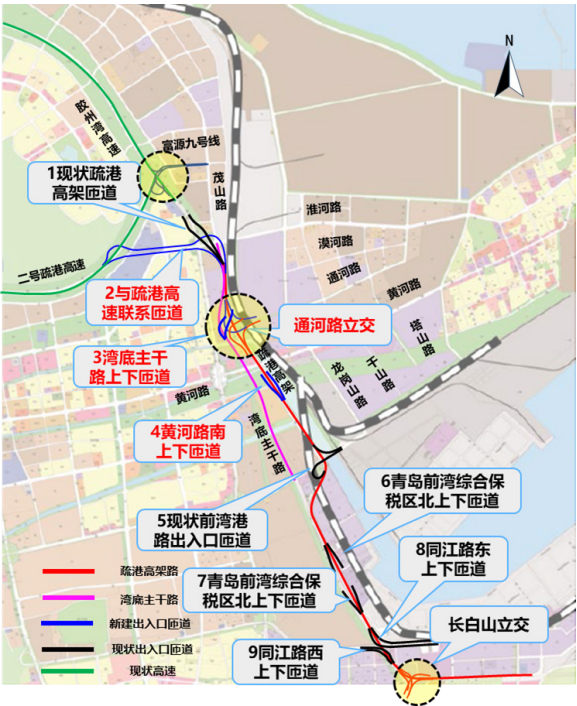 N
胶州湾高速
富源九号线
1现状疏港
高架匝道
茂山路
淮河路
漠河路
通河路
黄河路
二号疏港高速
2与疏港高
速联系匝道
通河路立交
塔山路
3湾底主干
路上下匝道
疏港高架
龙岗山路
千山路
黄河路
4黄河路南
上下匝道
湾底主干路
6青岛前湾综合保
税区北上下匝道
5现状前湾港
路出入口匝道
8同江路东
上下匝道
7青岛前湾综合保
税区北上下匝道
长白山立交
9同江路西
上下匝道
疏港高架路
湾底主干路
新建出入口匝道
现状出入口匝道
现状高速